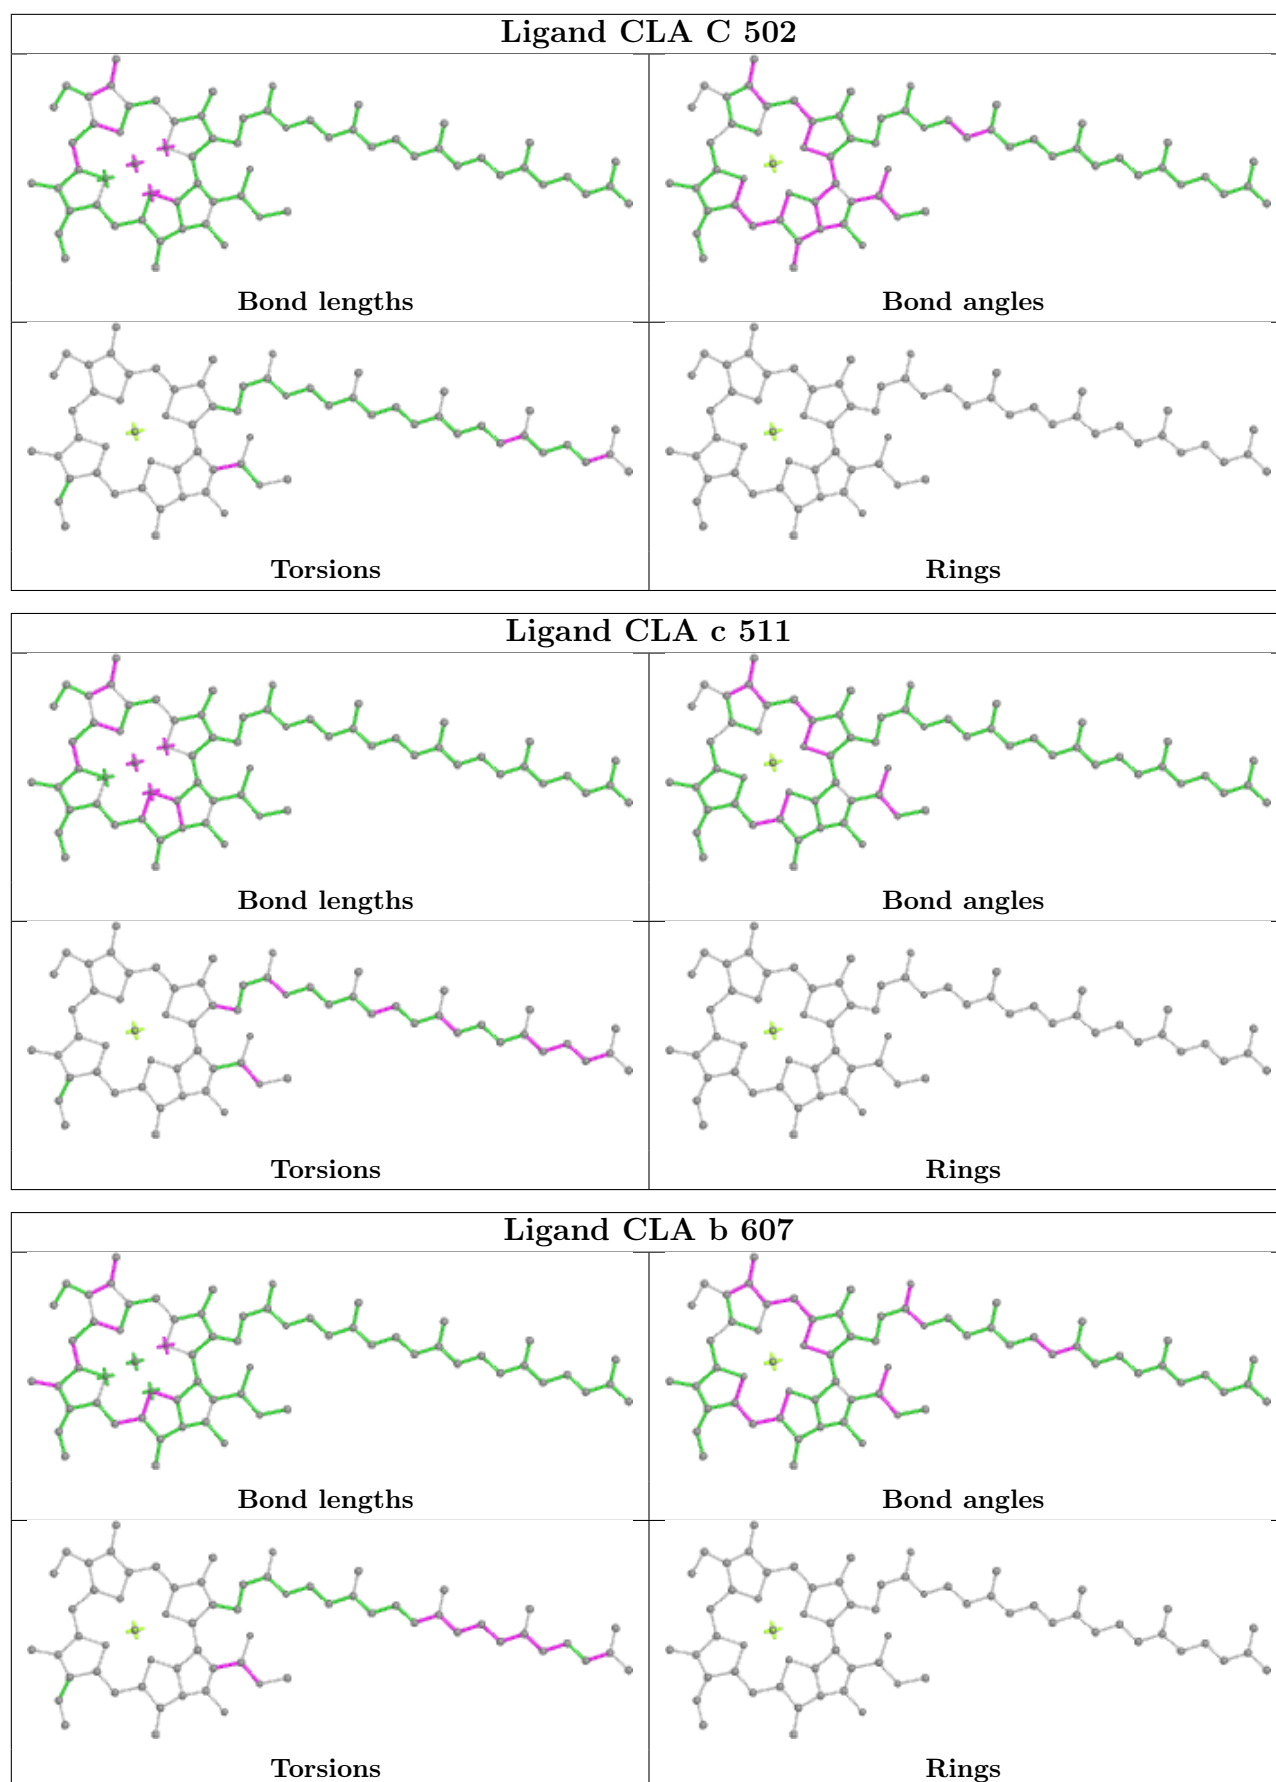 Ligand CLA C 502
Bond lengths
Bond angles
Torsions
Rings
Ligand CLA c 511
Bond lengths
Bond angles
Torsions
Rings
Ligand CLA b 607
Bond lengths
Bond angles
Torsions
Rings